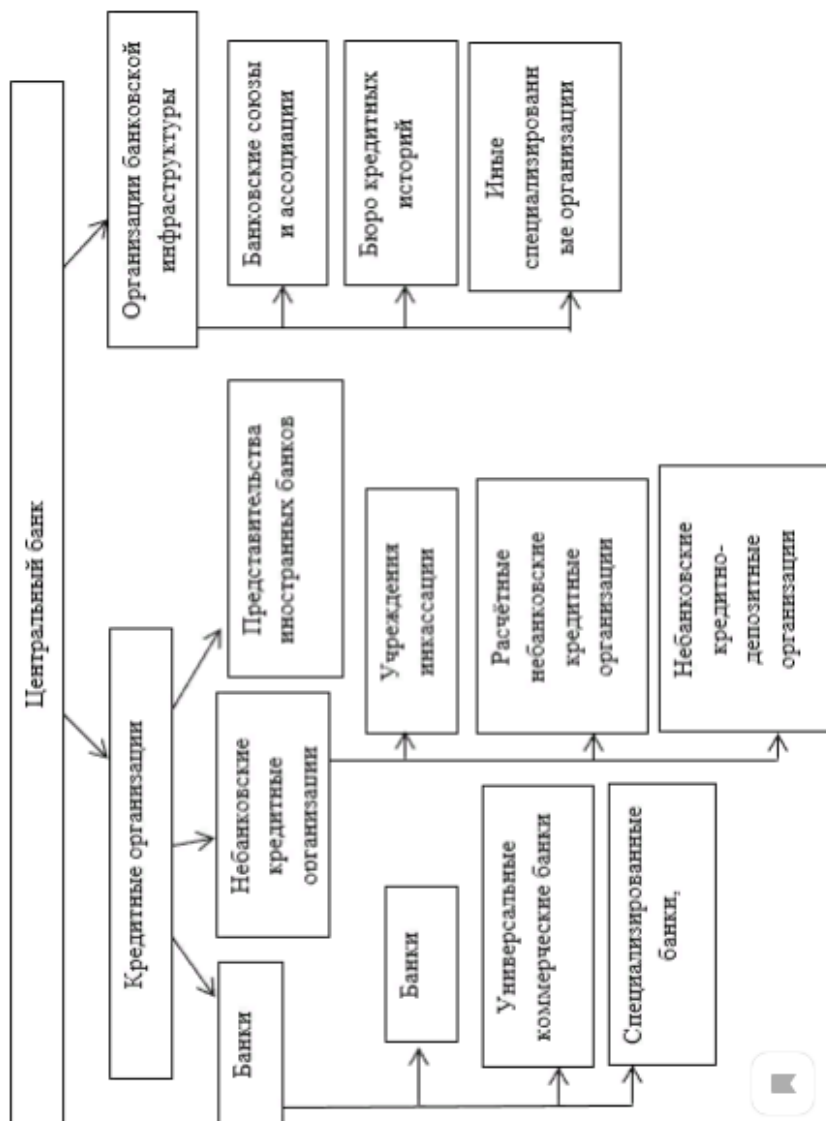 Центральный банк
Кредитные организации
Организации банковской
инфраструктуры
Банки
Небанковские
кредитные
организации
Представительства
иностранных банков
Банковские союзы
и ассоциации
Бюро кредитных
историй
Иные
специализированн
ые организации
Банки
Универсальные
коммерческие банки
Специализированные
банки,
Учреждения
инкассации
Расчётные
небанковские
кредитные
организации
Небанковские
кредитно-
депозитные
организации